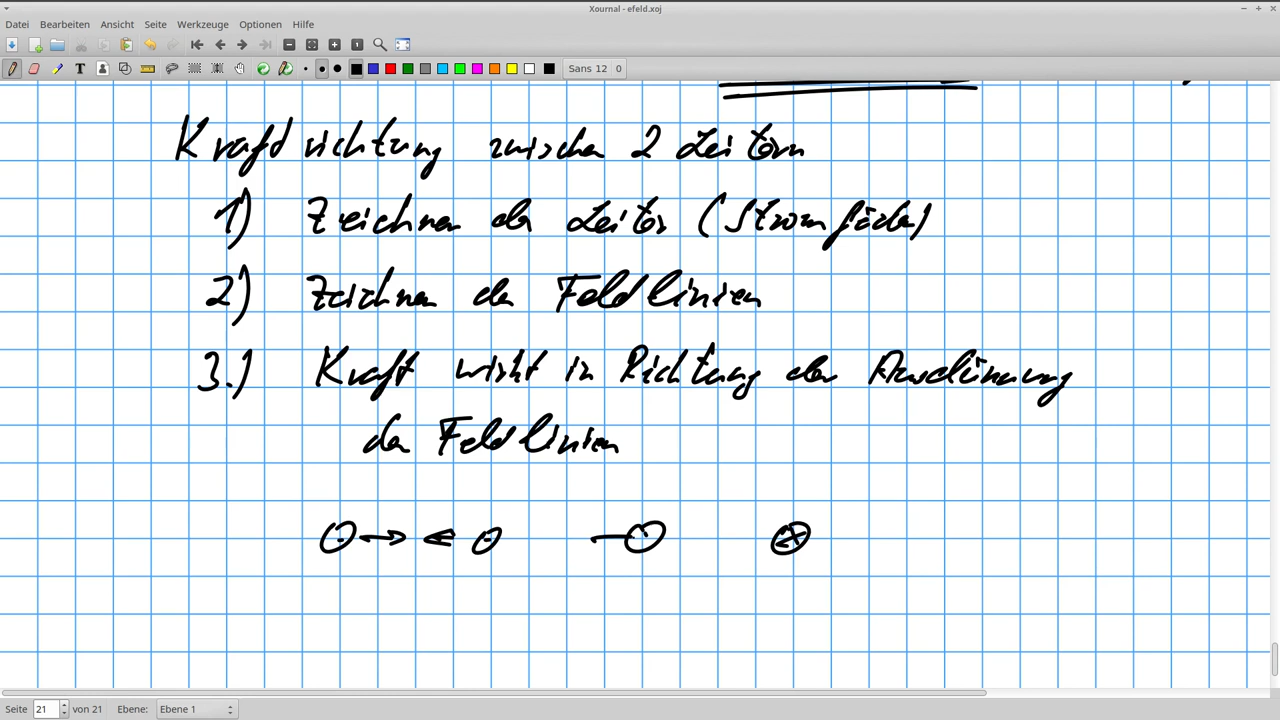 Xournal - efeld.xoj
Datei Bearbeiten Ansicht Seite Werkzeuge Optionen Hilfe
Sans 12 0
Kraftrichtung zwischen 2 Leitern
1) Zeichnen der Leiter (Stromfäden)
2) Zeichnen der Feldlinien
3.) Kraft wirkt in Richtung der Ausdünnung
der Feldlinien
Seite 21 von 21 Ebene: Ebene 1